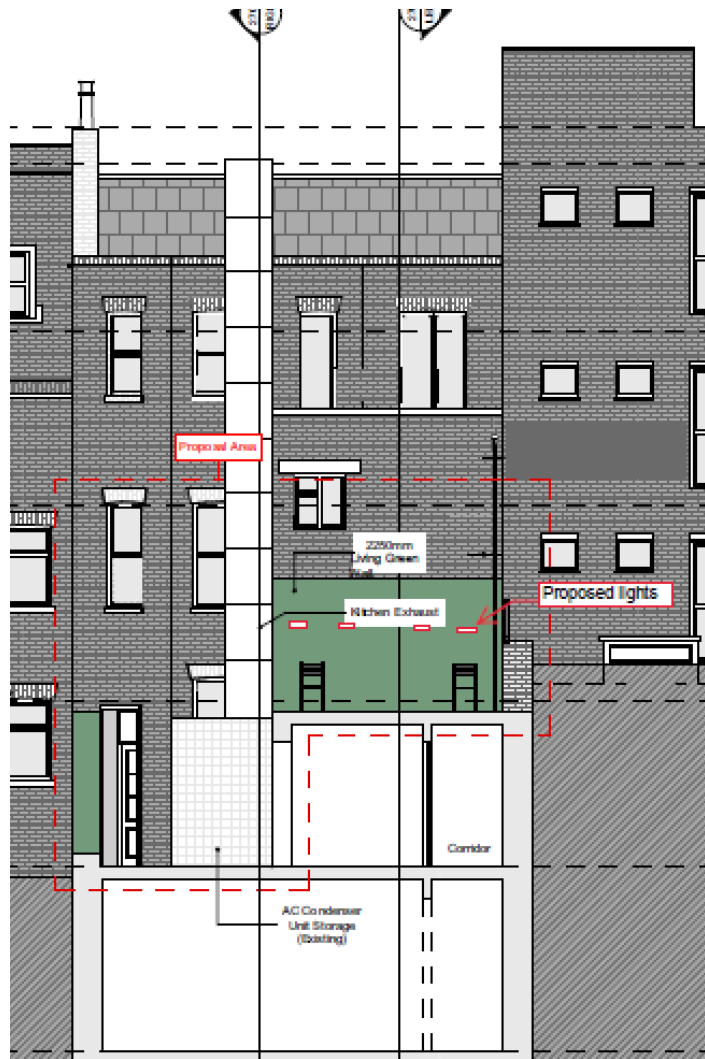 Proposal Area
2250mm
Living Green
Wall
Kitchen Exhaust
Proposed lights
Corridor
AC Condenser
Unit Storage
(Existing)